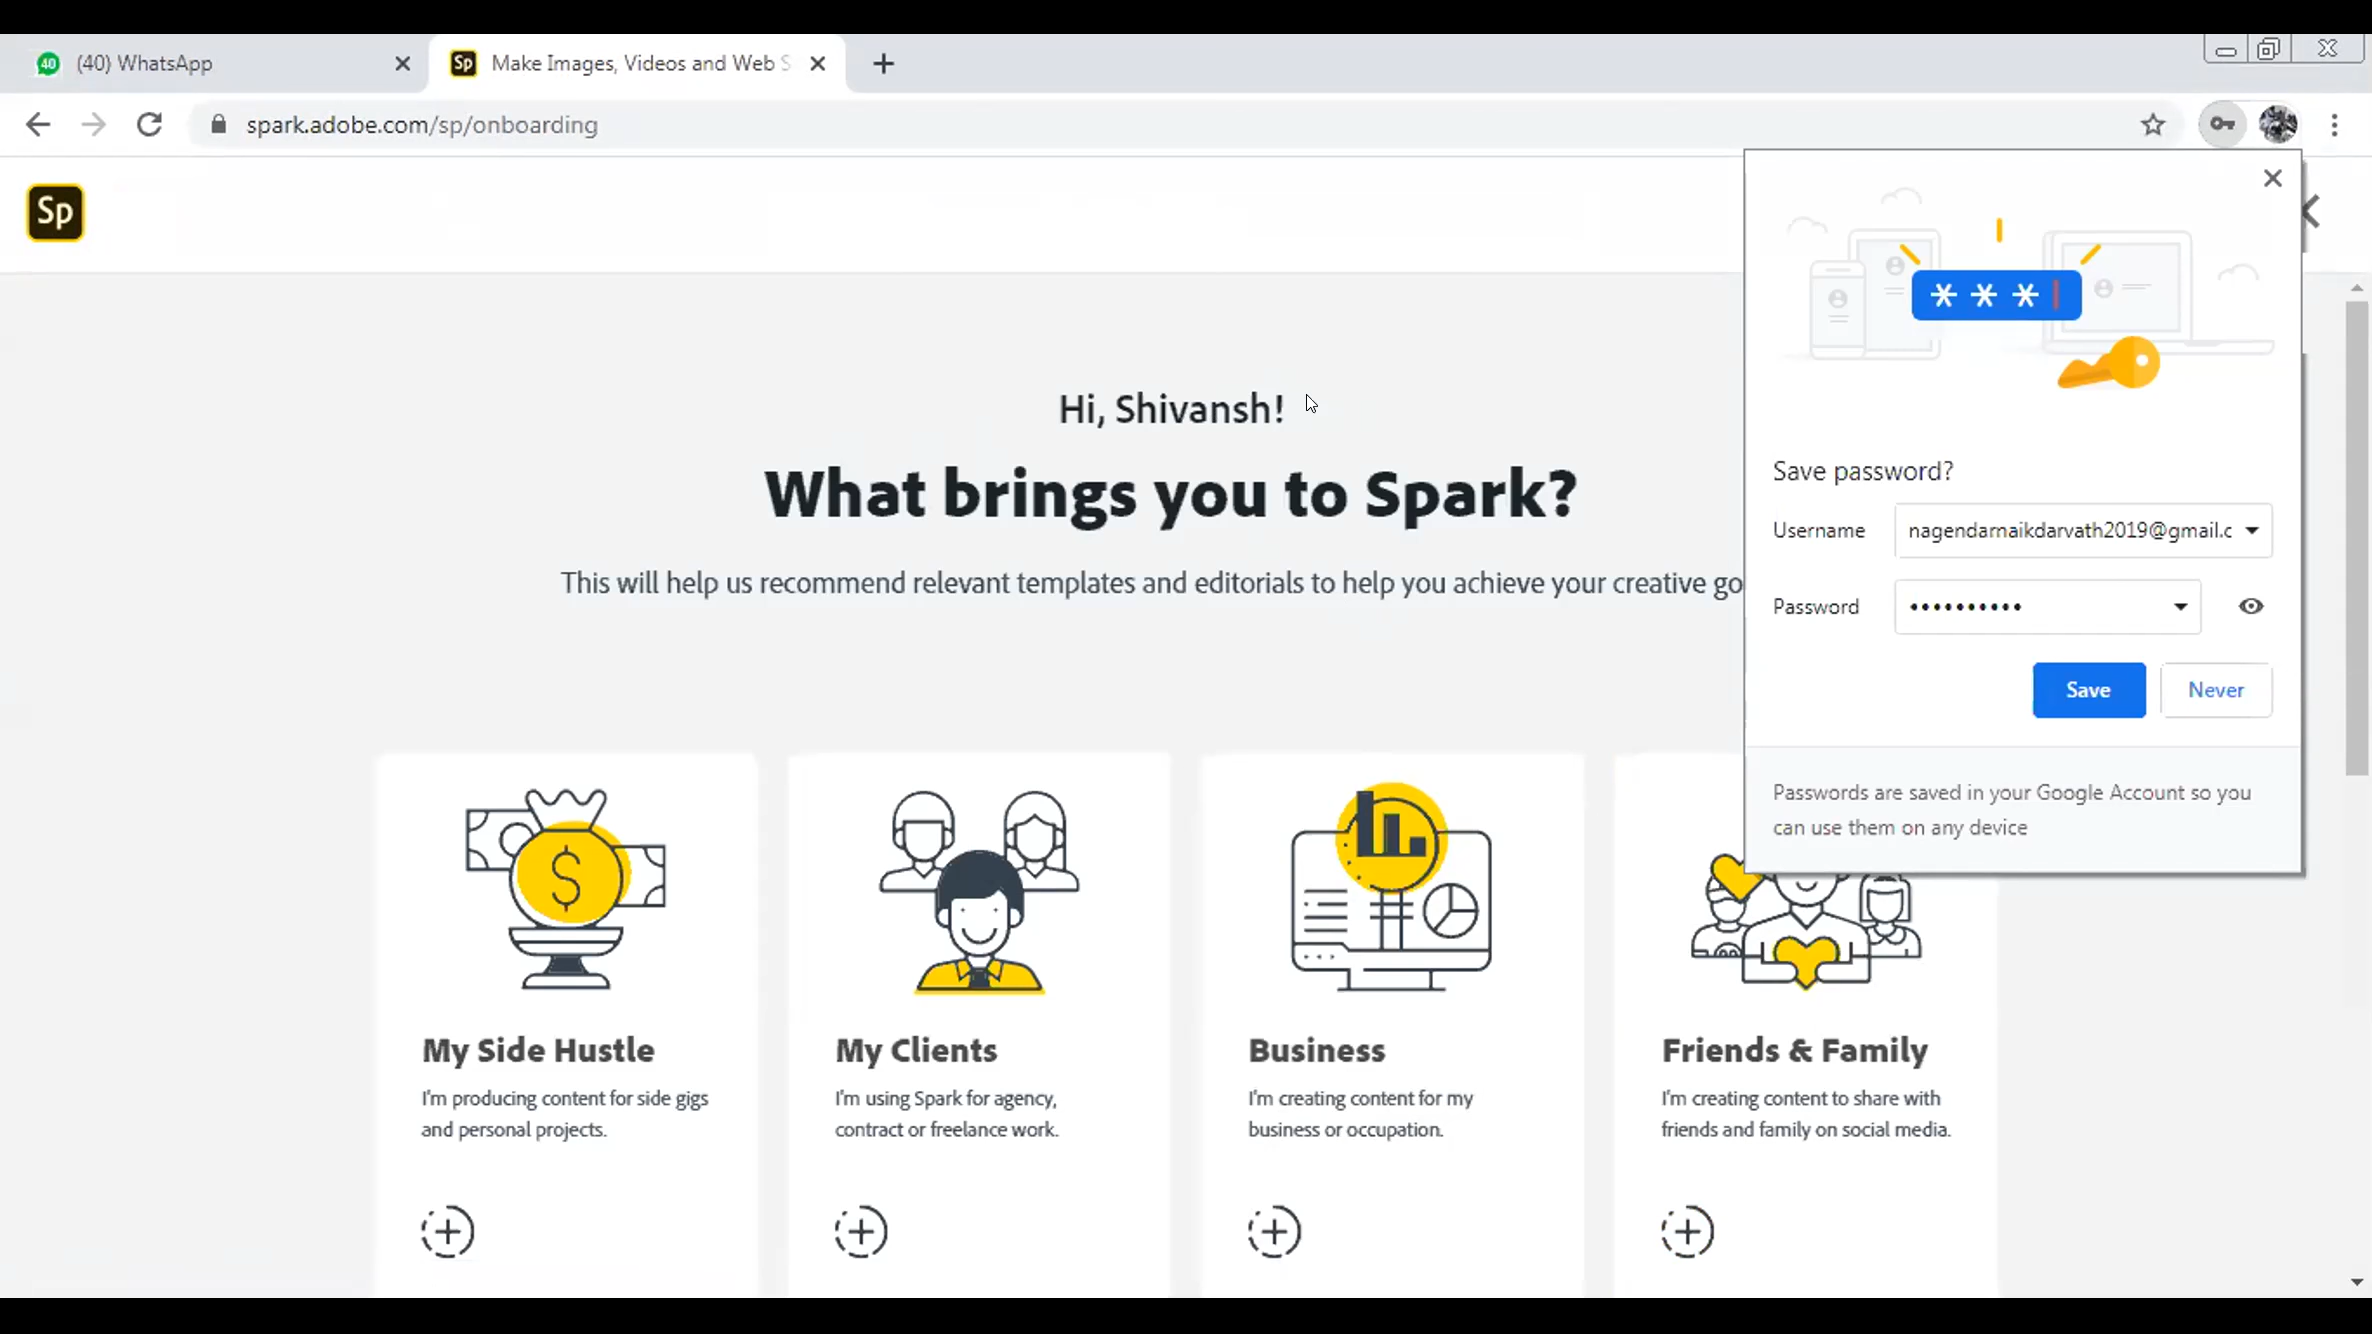 40 (40) WhatsApp
Sp Make Images, Videos and Web S
spark.adobe.com/sp/onboarding
Sp
* * *
Hi, Shivansh!
What brings you to Spark?
This will help us recommend relevant templates and editorials to help you achieve your creative go
Save password?
Username nagendarnaikdarvath2019@gmail.c
Password ••••••••••
Save Never
Passwords are saved in your Google Account so you
can use them on any device
My Side Hustle
I'm producing content for side gigs
and personal projects.
My Clients
I'm using Spark for agency,
contract or freelance work.
Business
I'm creating content for my
business or occupation.
Friends & Family
I'm creating content to share with
friends and family on social media.